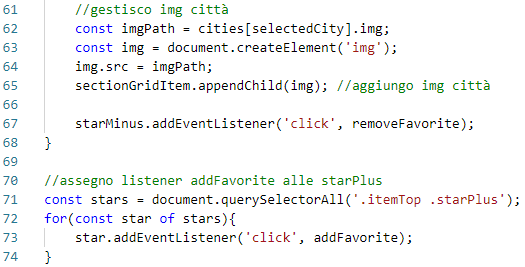 61 //gestisco img città
62 const imgPath = cities[selectedCity].img;
63 const img = document.createElement('img');
64 img.src = imgPath;
65 sectionGridItem.appendChild(img); //aggiungo img città
66
67 starMinus.addEventListener('click', removeFavorite);
68 }
69
70 //assegno listener addFavorite alle starPlus
71 const stars = document.querySelectorAll('.itemTop .starPlus');
72 for(const star of stars){
73 star.addEventListener('click', addFavorite);
74 }